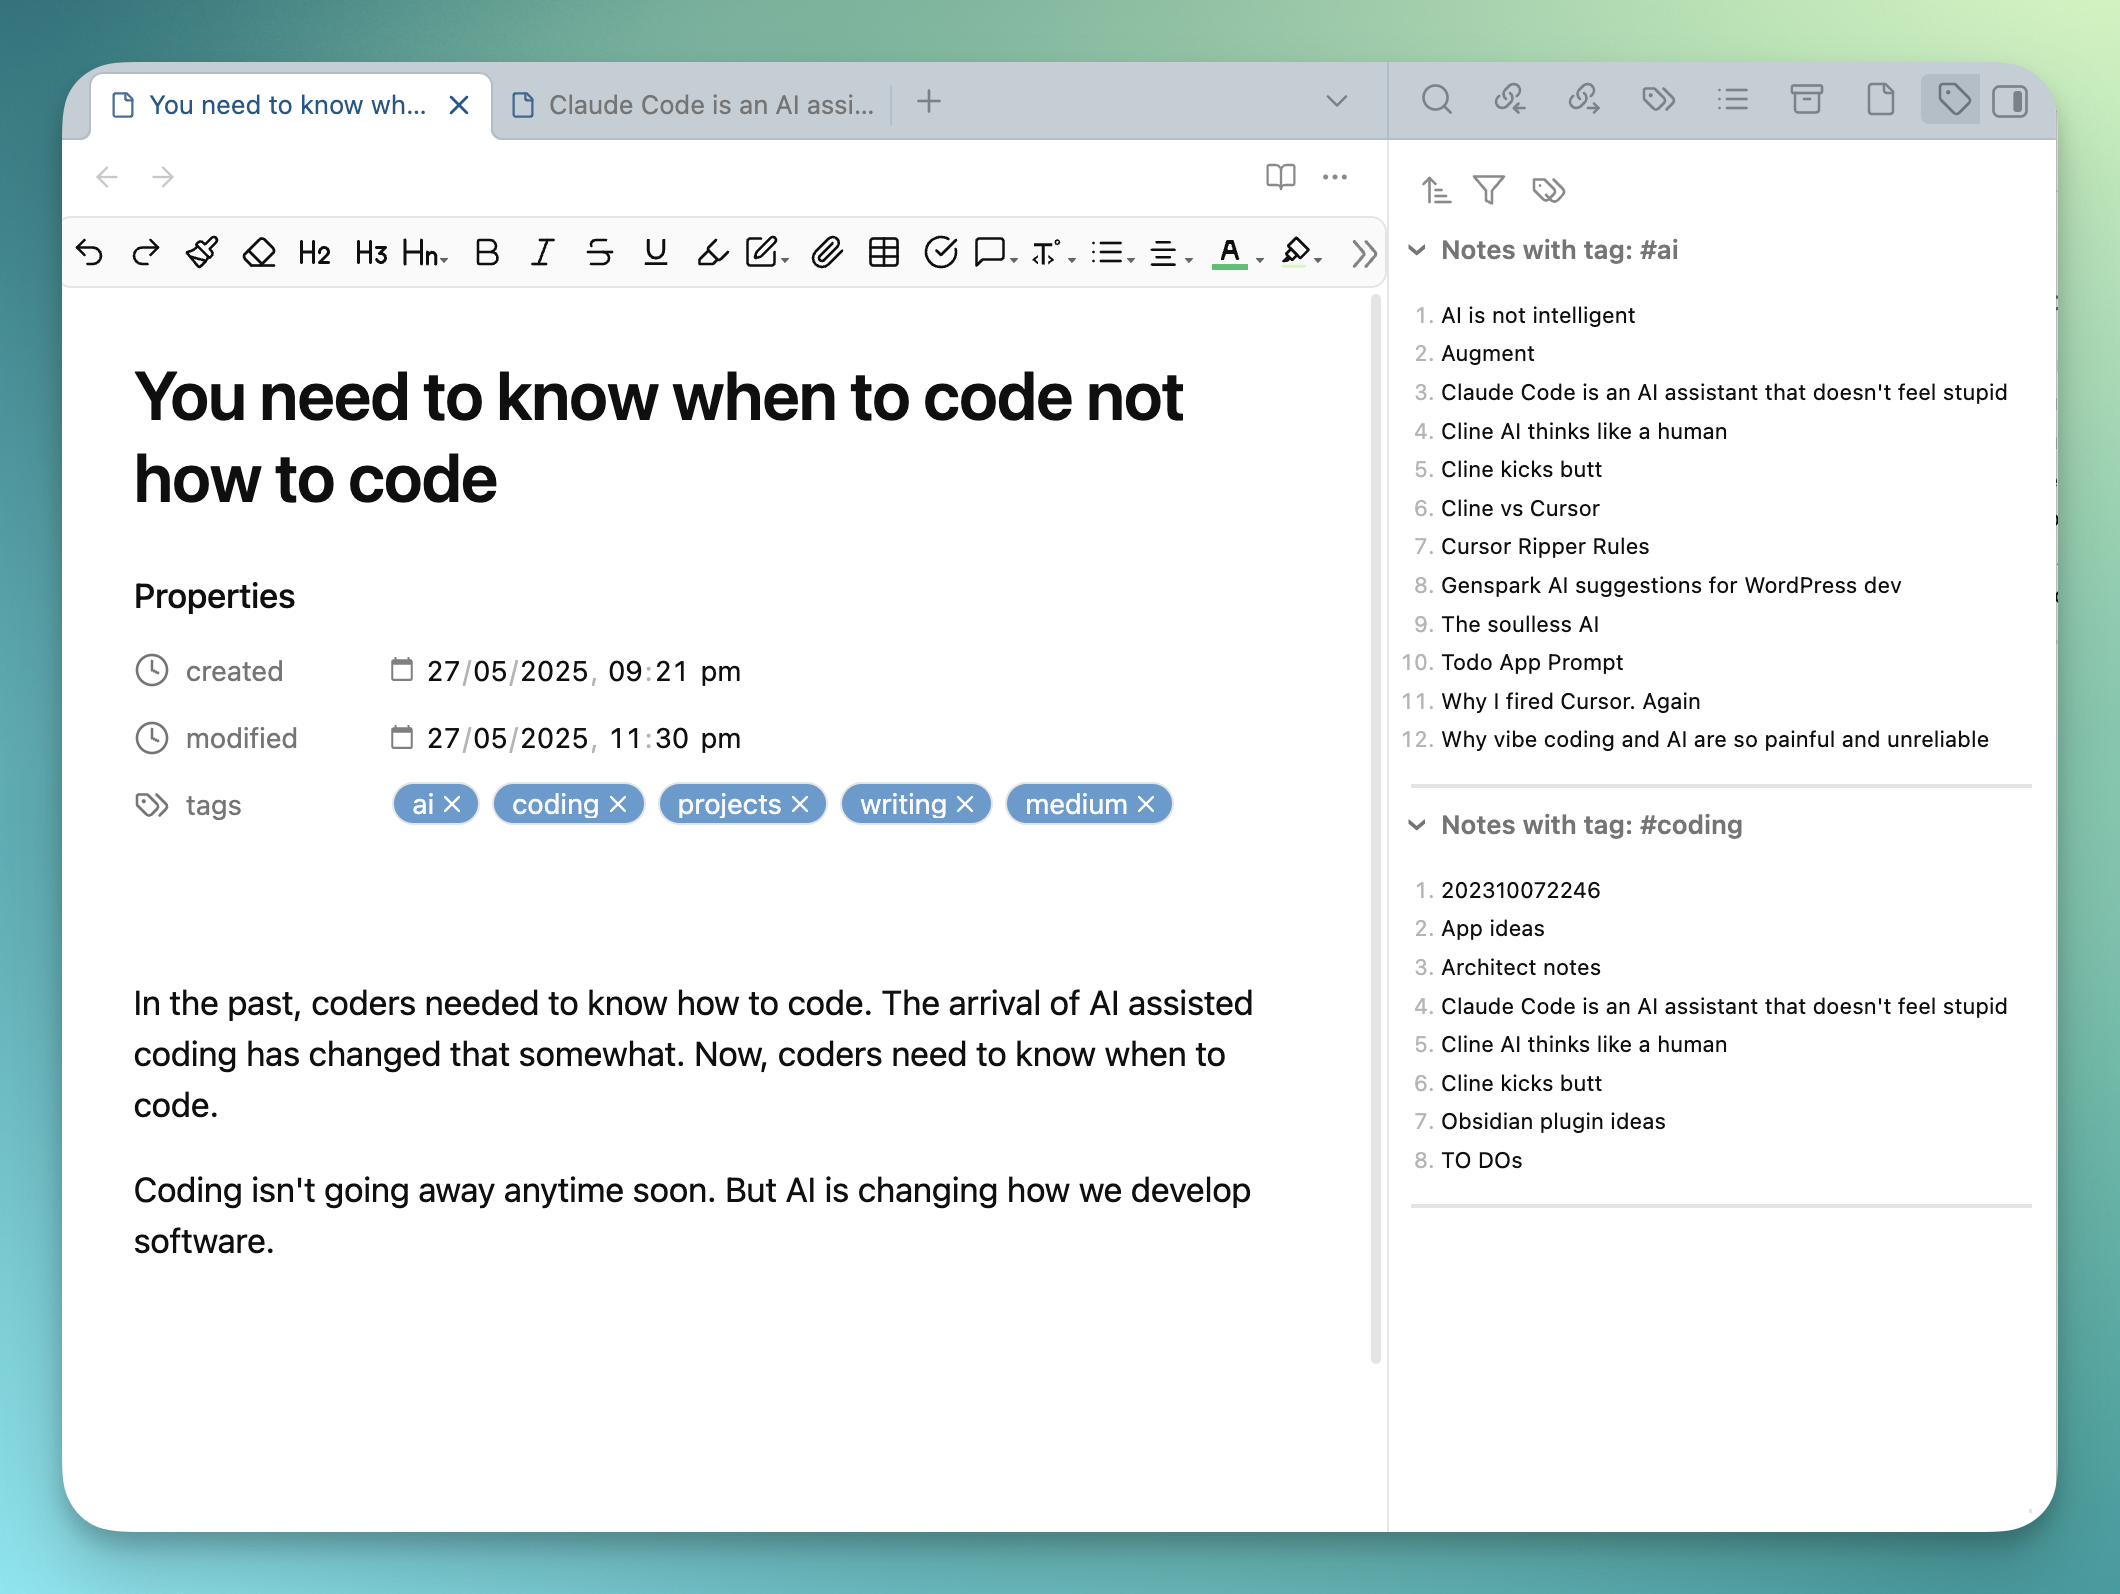 You need to know wh...
Claude Code is an AI assi...
H2 H3 Hn B I S U T A
You need to know when to code not
how to code
Properties
created 27/05/2025, 09:21 pm
modified 27/05/2025, 11:30 pm
tags ai coding projects writing medium
In the past, coders needed to know how to code. The arrival of AI assisted
coding has changed that somewhat. Now, coders need to know when to
code.
Coding isn't going away anytime soon. But AI is changing how we develop
software.
Notes with tag: #ai
1. AI is not intelligent
2. Augment
3. Claude Code is an AI assistant that doesn't feel stupid
4. Cline AI thinks like a human
5. Cline kicks butt
6. Cline vs Cursor
7. Cursor Ripper Rules
8. Genspark AI suggestions for WordPress dev
9. The soulless AI
10. Todo App Prompt
11. Why I fired Cursor. Again
12. Why vibe coding and AI are so painful and unreliable
Notes with tag: #coding
1. 202310072246
2. App ideas
3. Architect notes
4. Claude Code is an AI assistant that doesn't feel stupid
5. Cline AI thinks like a human
6. Cline kicks butt
7. Obsidian plugin ideas
8. TO DOs